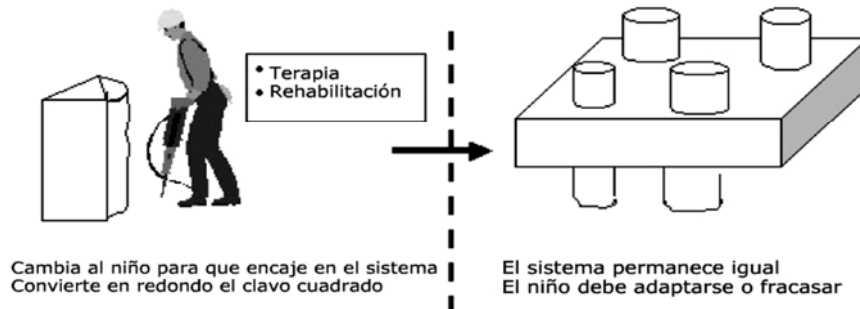 • Terapia
• Rehabilitación
Cambia al niño para que encaje en el sistema
Convierte en redondo el clavo cuadrado
El sistema permanece igual
El niño debe adaptarse o fracasar